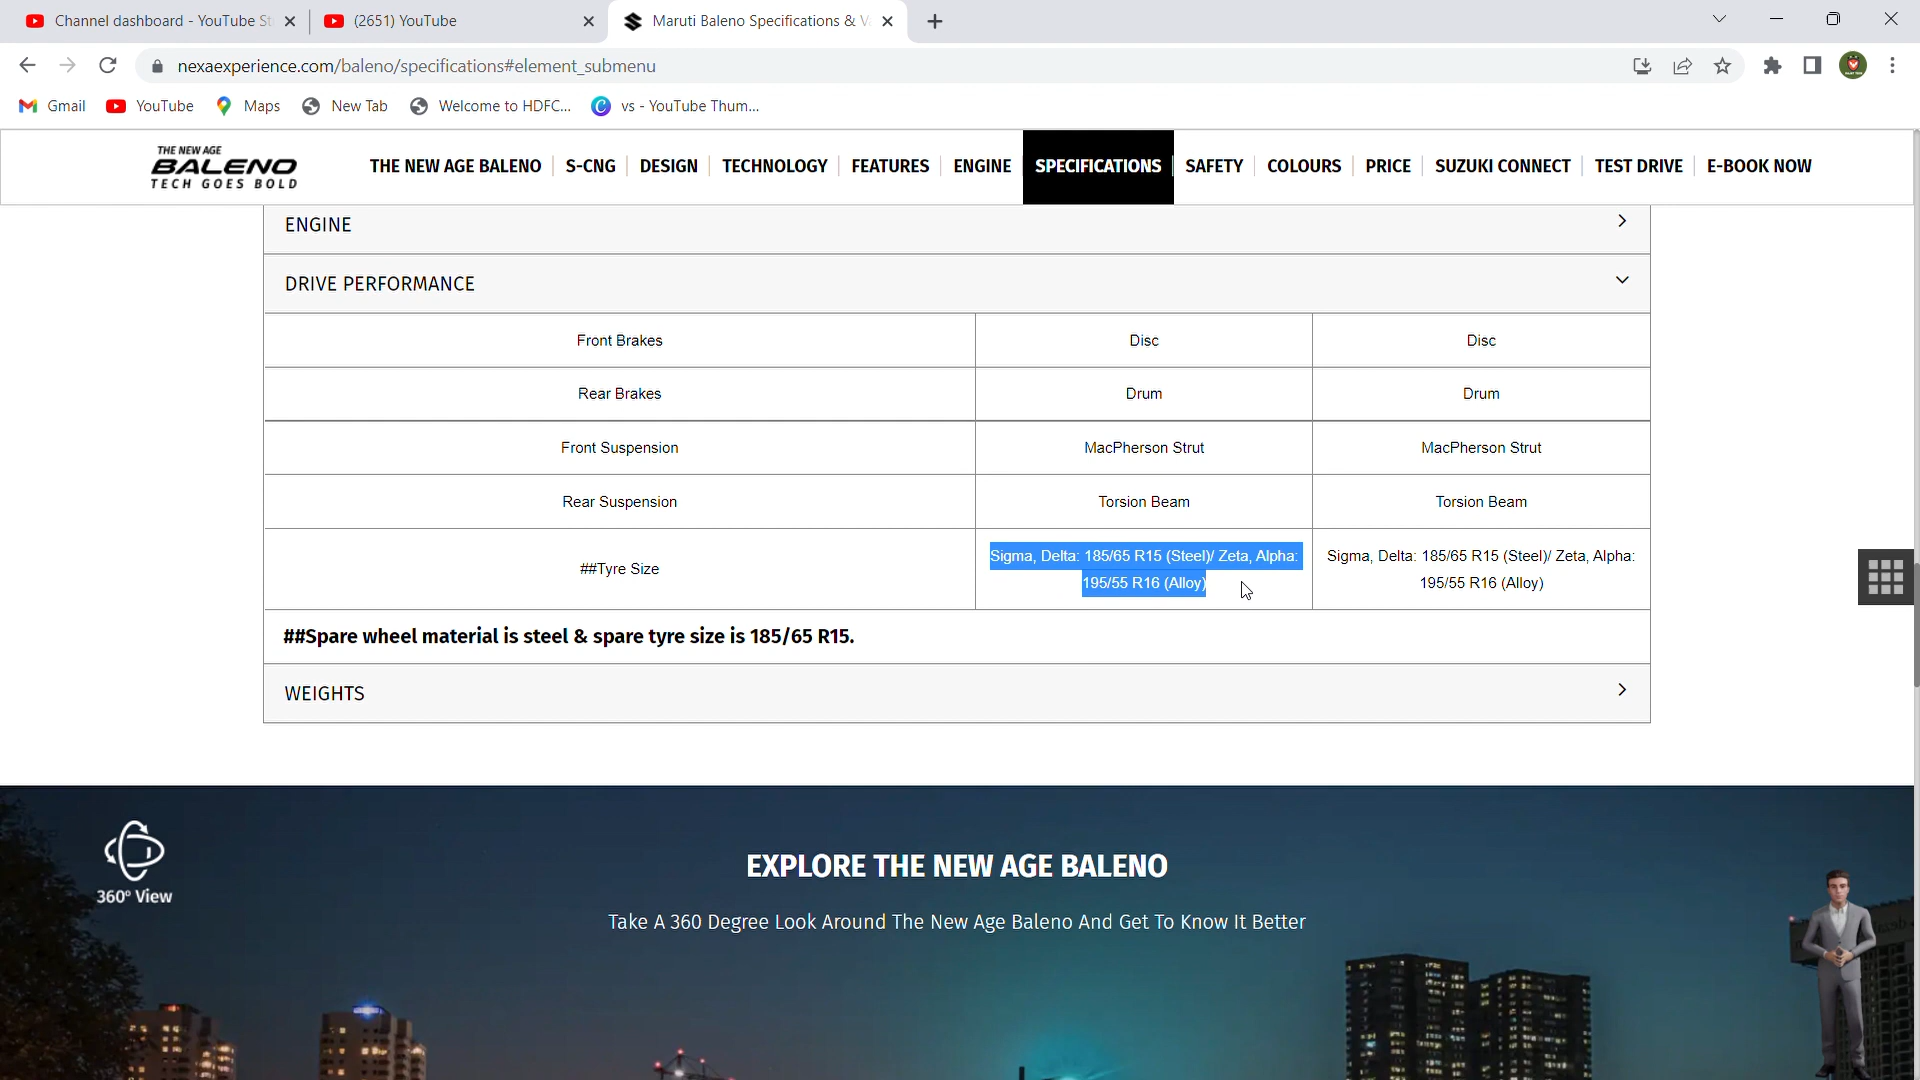 Channel dashboard - YouTube St
(2651) YouTube
Maruti Baleno Specifications & V
nexaexperience.com/baleno/specifications#element_submenu
Gmail
YouTube
Maps
New Tab
Welcome to HDFC...
vs - YouTube Thum...
THE NEW AGE
BALENO
TECH GOES BOLD
THE NEW AGE BALENO
S-CNG
DESIGN
TECHNOLOGY
FEATURES
ENGINE
SPECIFICATIONS
SAFETY
COLOURS
PRICE
SUZUKI CONNECT
TEST DRIVE
E-BOOK NOW
ENGINE
DRIVE PERFORMANCE
Front Brakes
Disc
Disc
Rear Brakes
Drum
Drum
Front Suspension
MacPherson Strut
MacPherson Strut
Rear Suspension
Torsion Beam
Torsion Beam
##Tyre Size
Sigma, Delta: 185/65 R15 (Steel)/ Zeta, Alpha:
195/55 R16 (Alloy)
Sigma, Delta: 185/65 R15 (Steel)/ Zeta, Alpha:
195/55 R16 (Alloy)
##Spare wheel material is steel & spare tyre size is 185/65 R15.
WEIGHTS
360º View
EXPLORE THE NEW AGE BALENO
Take A 360 Degree Look Around The New Age Baleno And Get To Know It Better